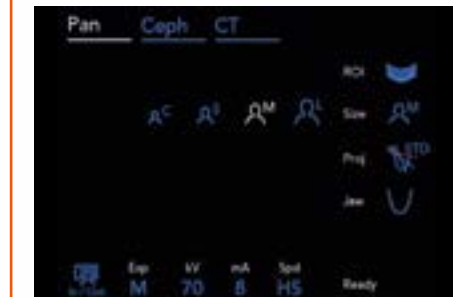 Pan Ceph CT
ROI
C S M L Size M
Proj STD
Jaw
Exp kV mA Spd
M 70 8 HS Ready